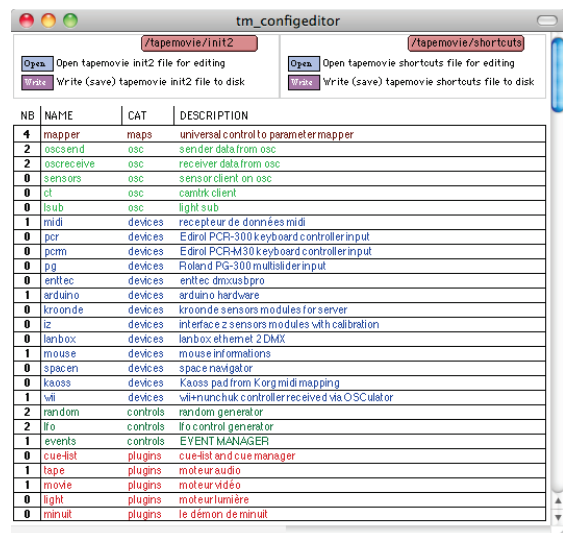 tm_configeditor
/tapemovie/init2
/tapemovie/shortcuts
Open Open tapemovie init2 file for editing
Open Open tapemovie shortcuts file for editing
Write Write (save) tapemovie init2 file to disk
Write Write (save) tapemovie shortcuts file to disk
NB NAME CAT DESCRIPTION
4 mapper maps universal control to parameter mapper
2 oscsend osc sender data from osc
2 oscreceive osc receiver data from osc
0 sensors osc sensor client on osc
0 ct osc camtrk client
0 lsub osc light sub
1 midi devices recepteur de données midi
0 pcr devices Edirol PCR-300 keyboard controller input
0 pcrm devices Edirol PCR-M30 keyboard controller input
0 pg devices Roland PG-300 multislider input
0 enttec devices enttec dmxusbpro
1 arduino devices arduino hardware
0 kroonde devices kroonde sensors modules for server
0 iz devices interface z sensors modules with calibration
0 lanbox devices lanbox ethernet 2 DMX
1 mouse devices mouse informations
0 spacen devices space navigator
0 kaoss devices Kaoss pad from Korg midi mapping
1 wii devices wii+nunchuk controller received via OSCulator
2 random controls random generator
2 lfo controls lfo control generator
1 events controls EVENT MANAGER
0 cue-list plugins cue-list and cue manager
1 tape plugins moteur audio
1 movie plugins moteur vidéo
0 light plugins moteur lumière
0 minuit plugins le démon de minuit